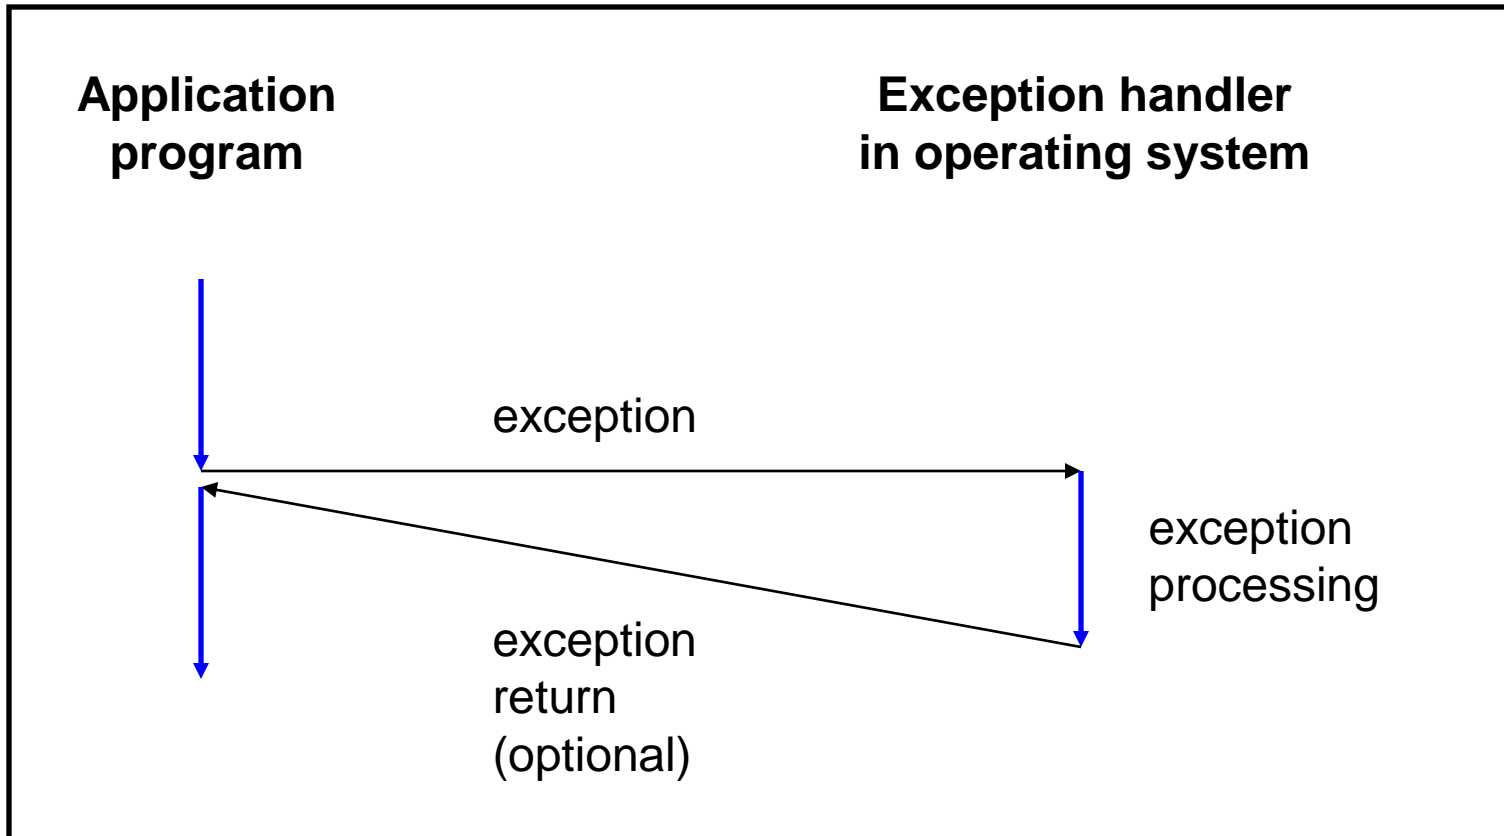 Application
program
Exception handler
in operating system
exception
exception
processing
exception
return
(optional)